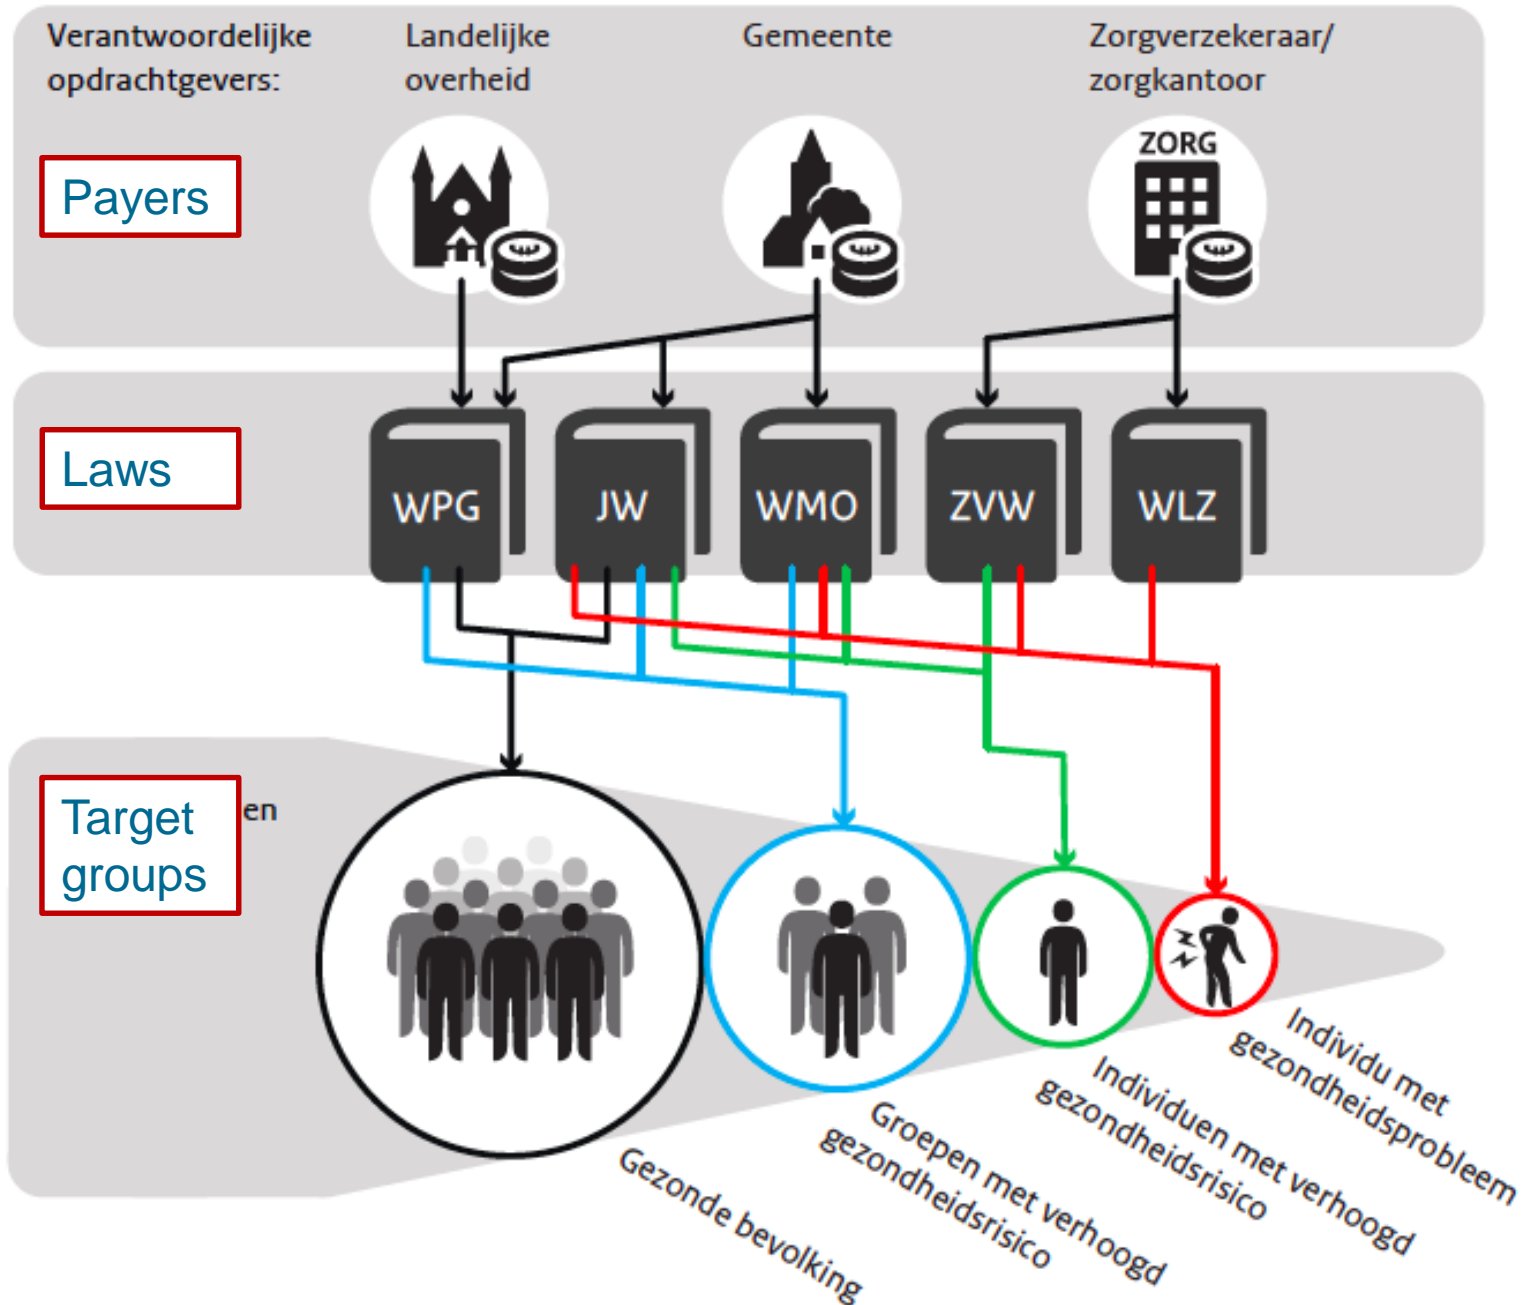 Verantwoordelijke
opdrachtgevers:
Landelijke
overheid
Gemeente
Zorgverzekeraar/
zorgkantoor
ZORG
Payers
Laws
WPG
JW
WMO
ZVW
WLZ
Target
groups
en
Gezonde bevolking
Groepen met verhoogd
gezondheidsrisico
Individuen met verhoogd
gezondheidsrisico
Individu met
gezondheidsprobleem